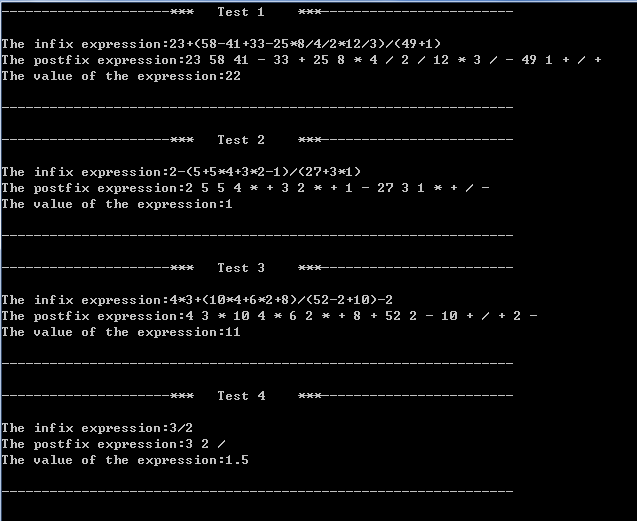 ---------------------***   Test 1    ***------------------------
The infix expression:23+(58-41+33-25*8/4/2*12/3)/(49+1)
The postfix expression:23 58 41 - 33 + 25 8 * 4 / 2 / 12 * 3 / - 49 1 + / +
The value of the expression:22
----------------------------------------------------------------
---------------------***   Test 2    ***------------------------
The infix expression:2-(5+5*4+3*2-1)/(27+3*1)
The postfix expression:2 5 5 4 * + 3 2 * + 1 - 27 3 1 * + / -
The value of the expression:1
----------------------------------------------------------------
---------------------***   Test 3    ***------------------------
The infix expression:4*3+(10*4+6*2+8)/(52-2+10)-2
The postfix expression:4 3 * 10 4 * 6 2 * + 8 + 52 2 - 10 + / + 2 -
The value of the expression:11
----------------------------------------------------------------
---------------------***   Test 4    ***------------------------
The infix expression:3/2
The postfix expression:3 2 /
The value of the expression:1.5
----------------------------------------------------------------